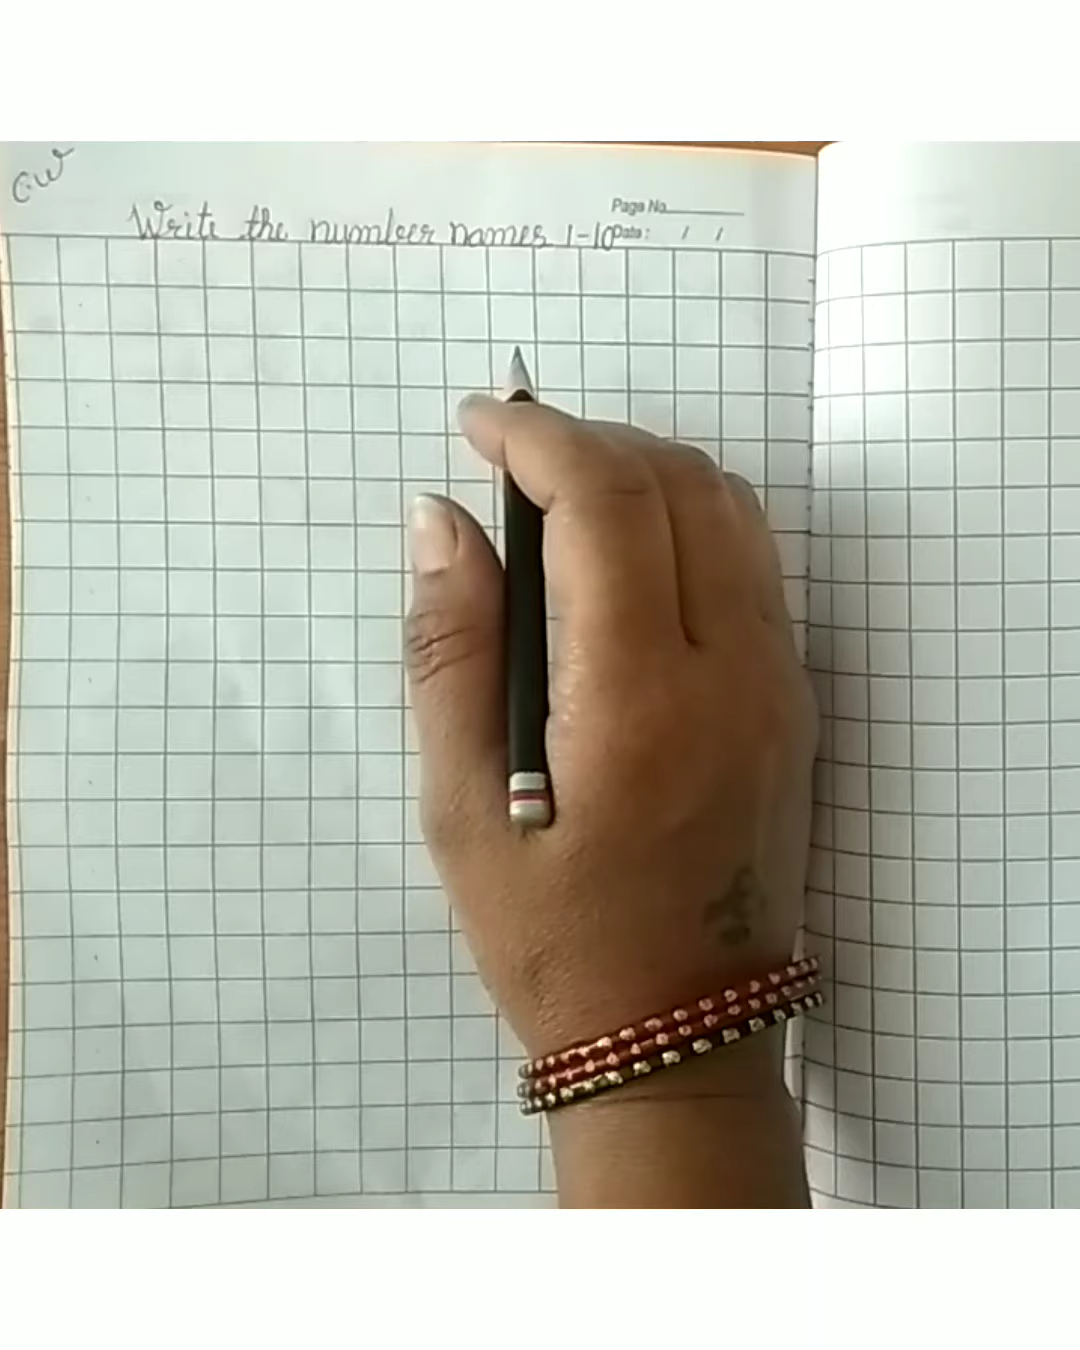 C.W
Page No.
Write the number names 1-10
Date: / /